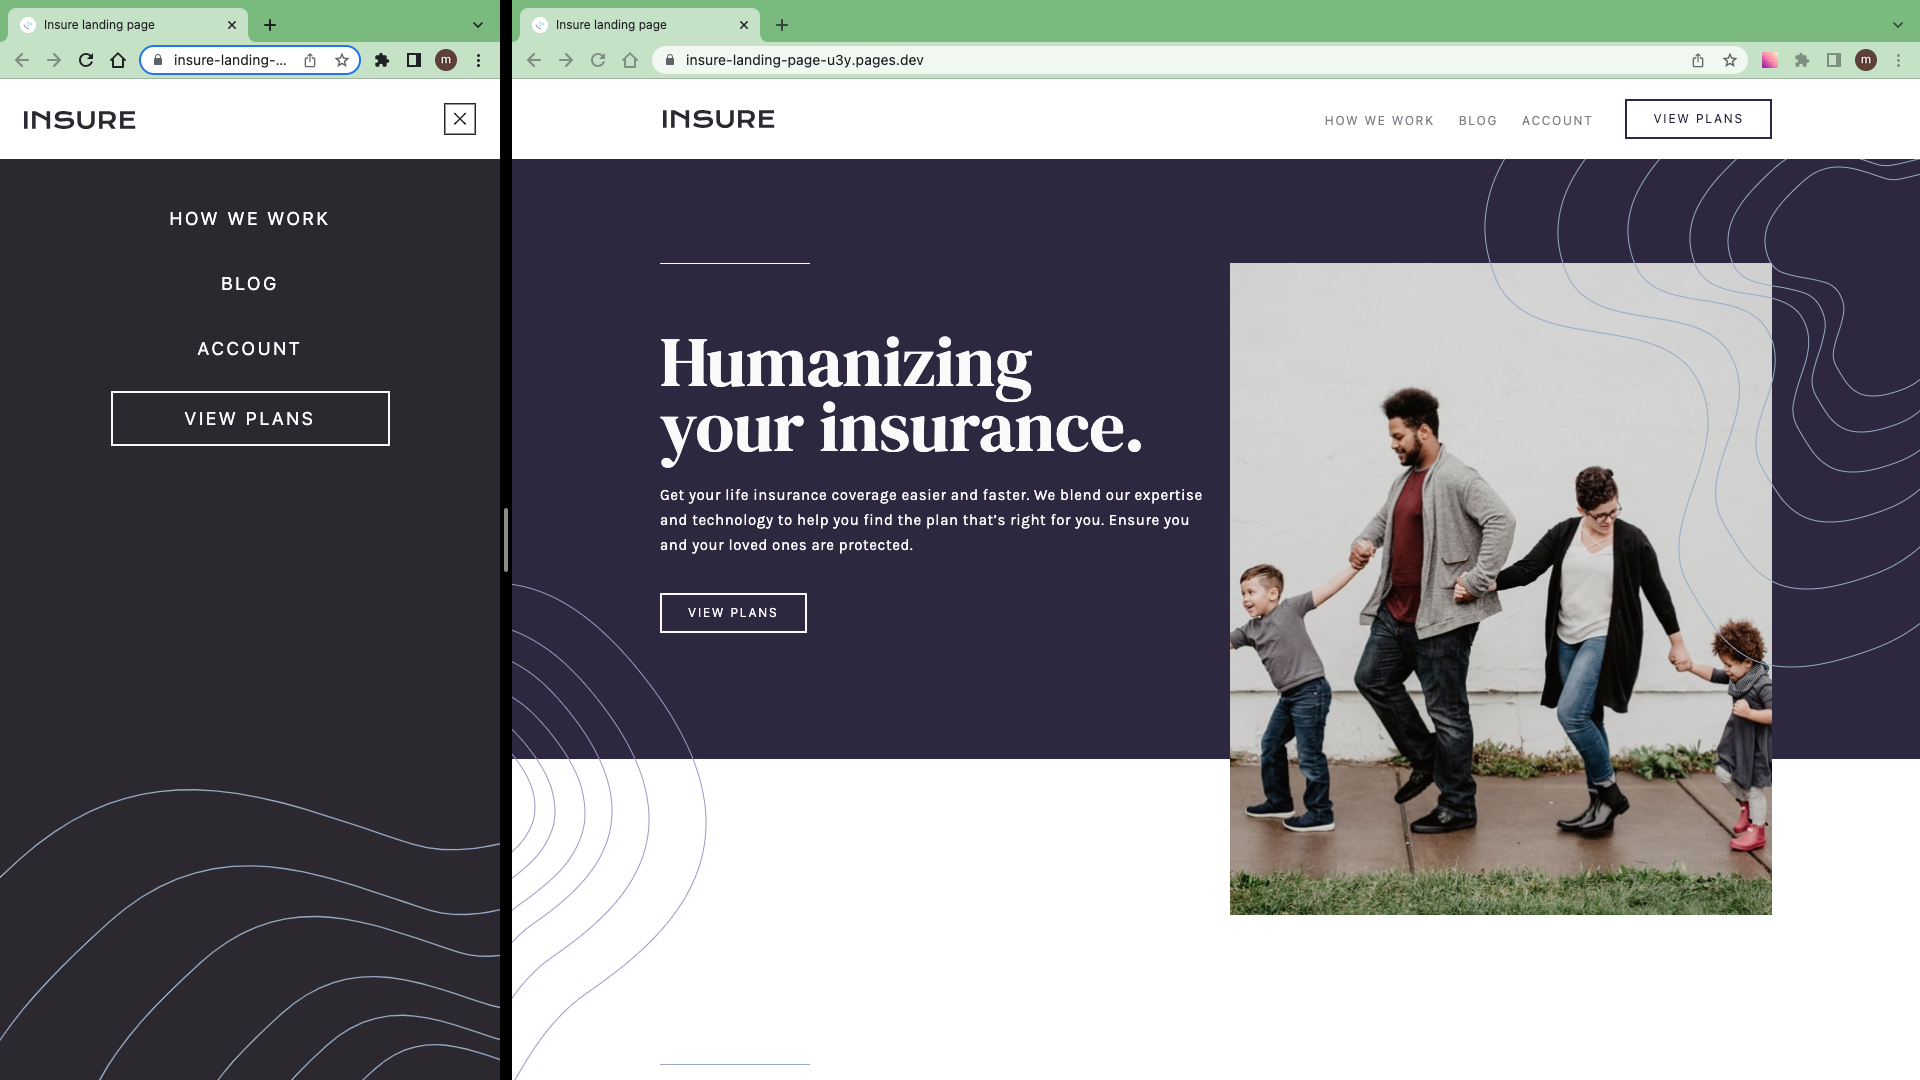 Insure landing page
insure-landing-...
m
INSURE
HOW WE WORK
BLOG
ACCOUNT
VIEW PLANS
Insure landing page
insure-landing-page-u3y.pages.dev
m
INSURE
HOW WE WORK
BLOG
ACCOUNT
VIEW PLANS
Humanizing
your insurance.
Get your life insurance coverage easier and faster. We blend our expertise
and technology to help you find the plan that’s right for you. Ensure you
and your loved ones are protected.
VIEW PLANS